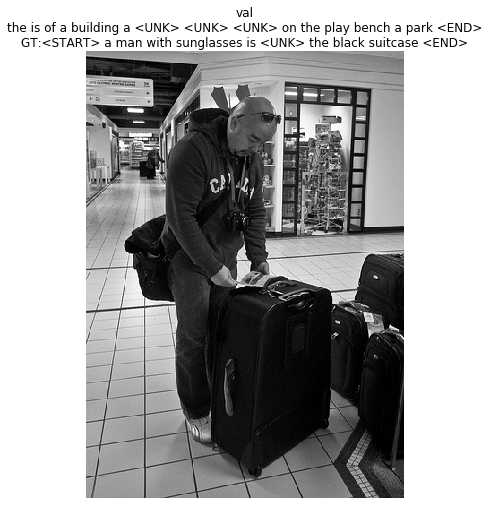 val
the is of a building a <UNK> <UNK> <UNK> on the play bench a park <END>
GT:<START> a man with sunglasses is <UNK> the black suitcase <END>